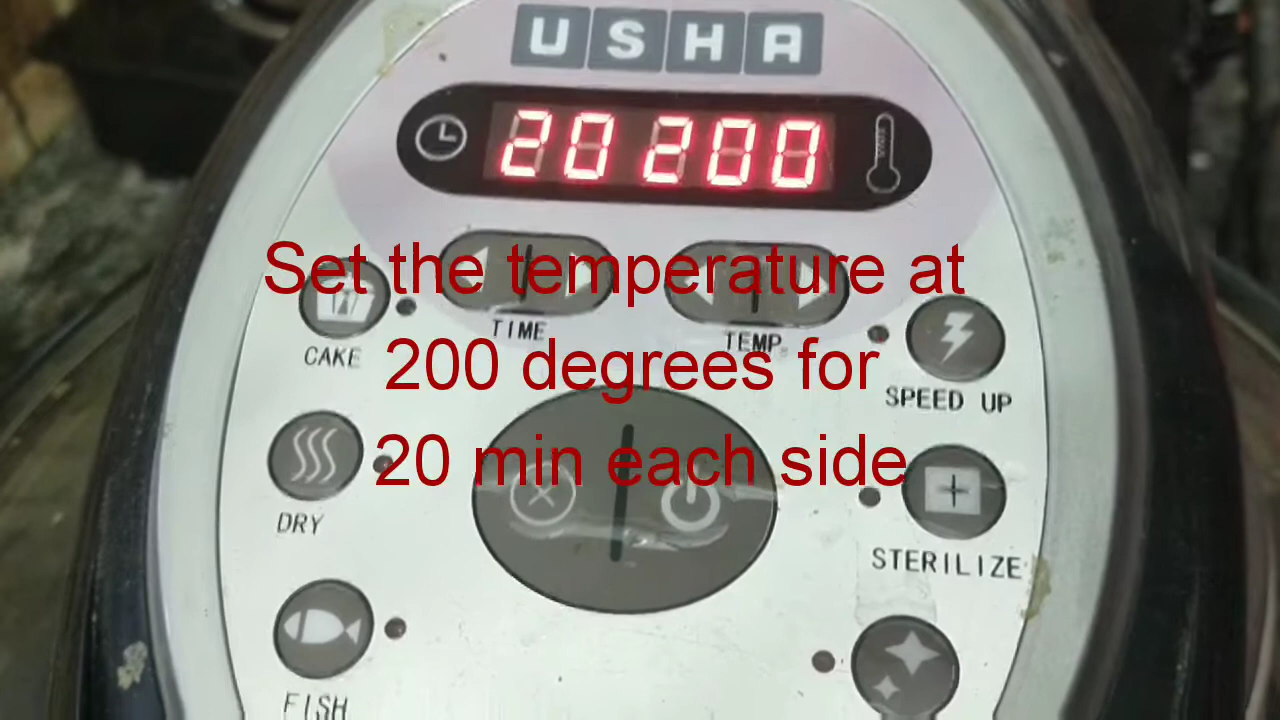 USHA
20 200
Set the temperature at
TIME
TEMP
CAKE
200 degrees for
SPEED UP
20 min each side
DRY
STERILIZE
FISH